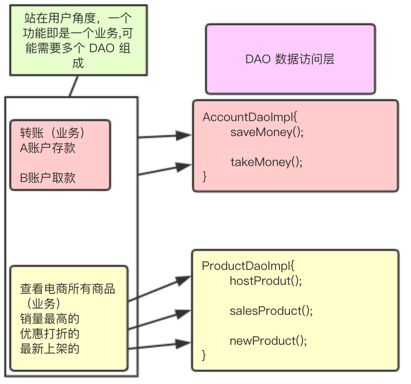 站在用户角度，一个
功能即是一个业务,可
能需要多个 DAO 组
成
DAO 数据访问层
转账（业务）
A账户存款
B账户取款
AccountDaoImpl{
saveMoney();
takeMoney();
}
查看电商所有商品
（业务）
销量最高的
优惠打折的
最新上架的
ProductDaoImpl{
hostProdut();
salesProduct();
newProduct();
}